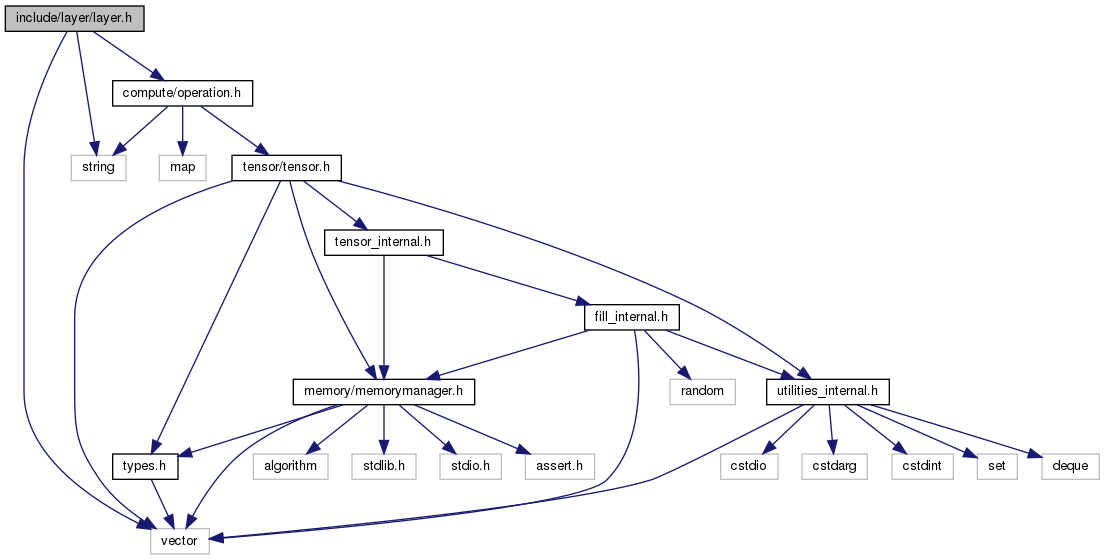 include/layer/layer.h
compute/operation.h
string
map
tensor/tensor.h
tensor_internal.h
fill_internal.h
memory/memorymanager.h
random
utilities_internal.h
types.h
algorithm
stdlib.h
stdio.h
assert.h
cstdio
cstdarg
cstdint
set
deque
vector